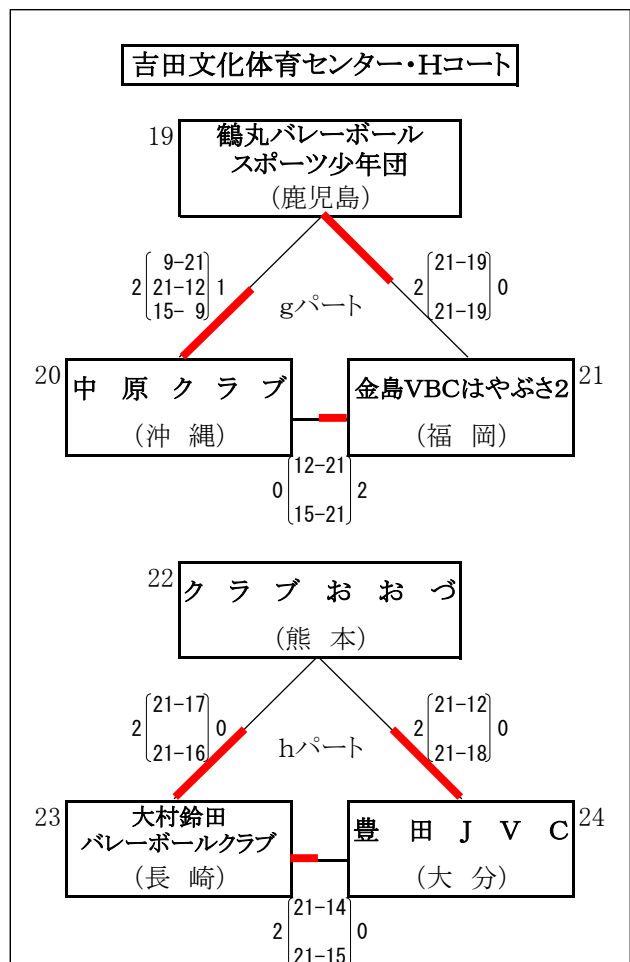 吉田文化体育センター・Hコート
19
鶴丸バレーボール
スポーツ少年団
(鹿児島)
2 9-21 1
21-12
15- 9
gパート
2 21-19 0
21-19
20
中 原 ク ラ ブ
(沖 縄)
金島VBCはやぶさ2
21
(福 岡)
0 12-21 2
15-21
22
ク ラ ブ お お づ
(熊 本)
2 21-17 0
21-16
hパート
2 21-12 0
21-18
23
大村鈴田
バレーボールクラブ
(長 崎)
豊 田 J V C
24
(大 分)
2 21-14 0
21-15